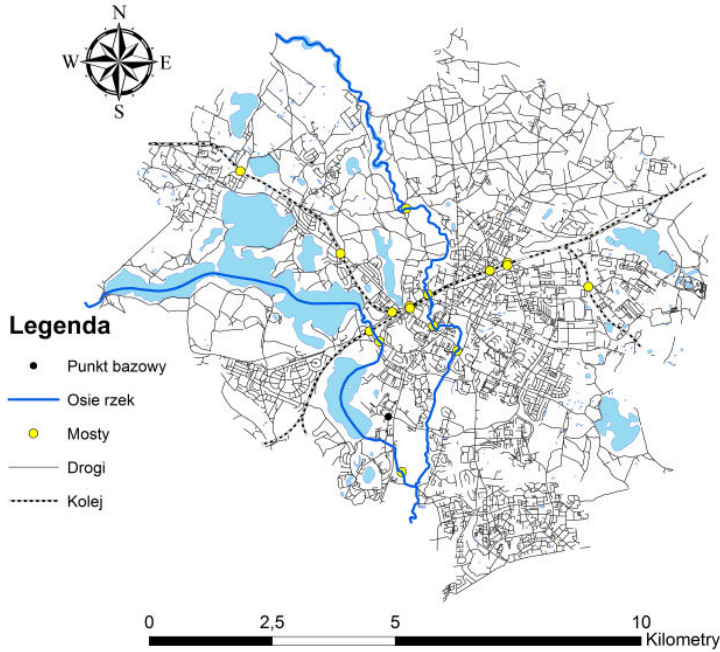 N
W E
S
Legenda
Punkt bazowy
Osie rzek
Mosty
Drogi
Kolej
0 2,5 5 10
Kilometry